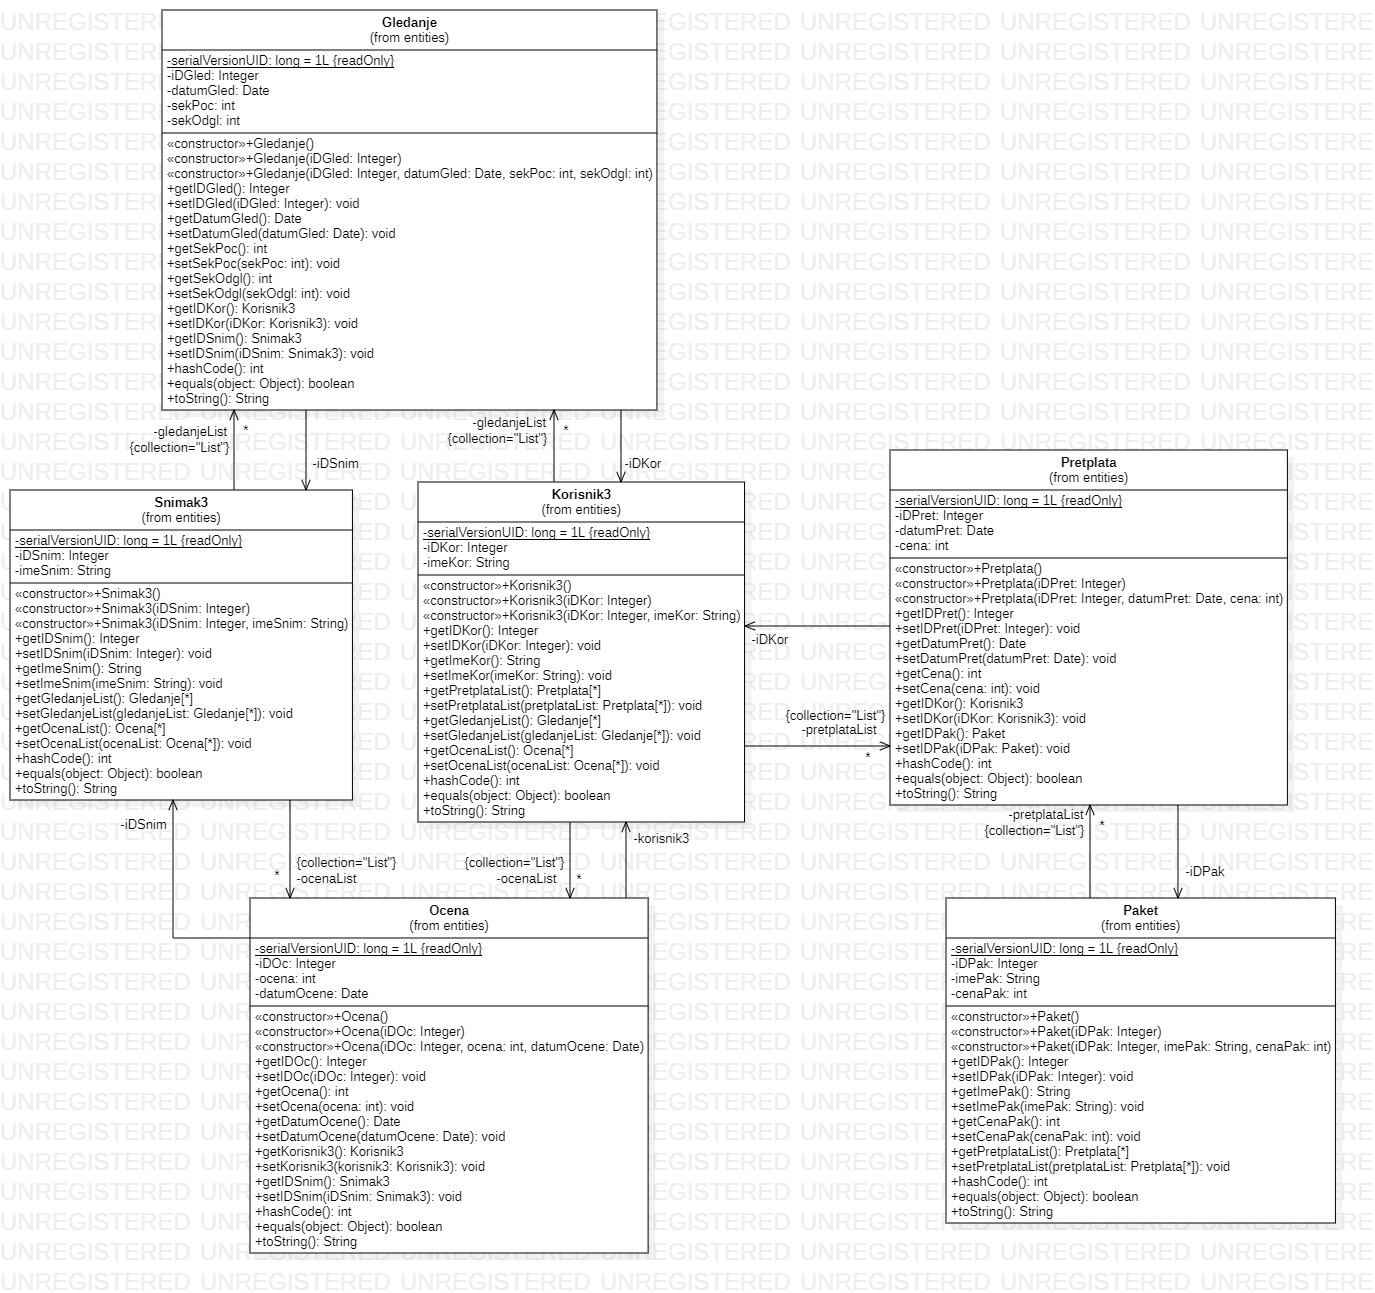 Gledanje
(from entities)
-serialVersionUID: long = 1L {readOnly}
-iDGled: Integer
-datumGled: Date
-sekPoc: int
-sekOdgl: int
«constructor»+Gledanje()
«constructor»+Gledanje(iDGled: Integer)
«constructor»+Gledanje(iDGled: Integer, datumGled: Date, sekPoc: int, sekOdgl: int)
+getIDGled(): Integer
+setIDGled(iDGled: Integer): void
+getDatumGled(): Date
+setDatumGled(datumGled: Date): void
+getSekPoc(): int
+setSekPoc(sekPoc: int): void
+getSekOdgl(): int
+setSekOdgl(sekOdgl: int): void
+getIDKor(): Korisnik3
+setIDKor(iDKor: Korisnik3): void
+getIDSnim(): Snimak3
+setIDSnim(iDSnim: Snimak3): void
+hashCode(): int
+equals(object: Object): boolean
+toString(): String
-gledanjeList
{collection="List"}
*
-iDSnim
-gledanjeList
{collection="List"}
*
-iDKor
Snimak3
(from entities)
-serialVersionUID: long = 1L {readOnly}
-iDSnim: Integer
-imeSnim: String
«constructor»+Snimak3()
«constructor»+Snimak3(iDSnim: Integer)
«constructor»+Snimak3(iDSnim: Integer, imeSnim: String)
+getIDSnim(): Integer
+setIDSnim(iDSnim: Integer): void
+getImeSnim(): String
+setImeSnim(imeSnim: String): void
+getGledanjeList(): Gledanje[*]
+setGledanjeList(gledanjeList: Gledanje[*]): void
+getOcenaList(): Ocena[*]
+setOcenaList(ocenaList: Ocena[*]): void
+hashCode(): int
+equals(object: Object): boolean
+toString(): String
Korisnik3
(from entities)
-serialVersionUID: long = 1L {readOnly}
-iDKor: Integer
-imeKor: String
«constructor»+Korisnik3()
«constructor»+Korisnik3(iDKor: Integer)
«constructor»+Korisnik3(iDKor: Integer, imeKor: String)
+getIDKor(): Integer
+setIDKor(iDKor: Integer): void
+getImeKor(): String
+setImeKor(imeKor: String): void
+getPretplataList(): Pretplata[*]
+setPretplataList(pretplataList: Pretplata[*]): void
+getGledanjeList(): Gledanje[*]
+setGledanjeList(gledanjeList: Gledanje[*]): void
+getOcenaList(): Ocena[*]
+setOcenaList(ocenaList: Ocena[*]): void
+hashCode(): int
+equals(object: Object): boolean
+toString(): String
-iDKor
{collection="List"}
-pretplataList
*
Pretplata
(from entities)
-serialVersionUID: long = 1L {readOnly}
-iDPret: Integer
-datumPret: Date
-cena: int
«constructor»+Pretplata()
«constructor»+Pretplata(iDPret: Integer)
«constructor»+Pretplata(iDPret: Integer, datumPret: Date, cena: int)
+getIDPret(): Integer
+setIDPret(iDPret: Integer): void
+getDatumPret(): Date
+setDatumPret(datumPret: Date): void
+getCena(): int
+setCena(cena: int): void
+getIDKor(): Korisnik3
+setIDKor(iDKor: Korisnik3): void
+getIDPak(): Paket
+setIDPak(iDPak: Paket): void
+hashCode(): int
+equals(object: Object): boolean
+toString(): String
-iDSnim
{collection="List"}
-ocenaList
*
{collection="List"}
-ocenaList
*
-korisnik3
-pretplataList
{collection="List"}
*
-iDPak
Ocena
(from entities)
-serialVersionUID: long = 1L {readOnly}
-iDOc: Integer
-ocena: int
-datumOcene: Date
«constructor»+Ocena()
«constructor»+Ocena(iDOc: Integer)
«constructor»+Ocena(iDOc: Integer, ocena: int, datumOcene: Date)
+getIDOc(): Integer
+setIDOc(iDOc: Integer): void
+getOcena(): int
+setOcena(ocena: int): void
+getDatumOcene(): Date
+setDatumOcene(datumOcene: Date): void
+getKorisnik3(): Korisnik3
+setKorisnik3(korisnik3: Korisnik3): void
+getIDSnim(): Snimak3
+setIDSnim(iDSnim: Snimak3): void
+hashCode(): int
+equals(object: Object): boolean
+toString(): String
Paket
(from entities)
-serialVersionUID: long = 1L {readOnly}
-iDPak: Integer
-imePak: String
-cenaPak: int
«constructor»+Paket()
«constructor»+Paket(iDPak: Integer)
«constructor»+Paket(iDPak: Integer, imePak: String, cenaPak: int)
+getIDPak(): Integer
+setIDPak(iDPak: Integer): void
+getImePak(): String
+setImePak(imePak: String): void
+getCenaPak(): int
+setCenaPak(cenaPak: int): void
+getPretplataList(): Pretplata[*]
+setPretplataList(pretplataList: Pretplata[*]): void
+hashCode(): int
+equals(object: Object): boolean
+toString(): String
UNREGISTERED UNREGISTERED UNREGISTERED UNREGISTERED UNREGISTERED UNREGISTERED UNREGISTERE